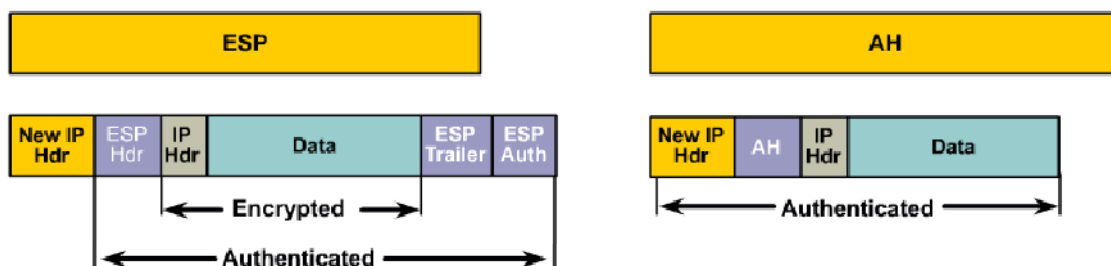 ESP
AH
New IP
Hdr
ESP
Hdr
IP
Hdr
Data
ESP
Trailer
ESP
Auth
New IP
Hdr
AH
IP
Hdr
Data
Encrypted
Authenticated
Authenticated